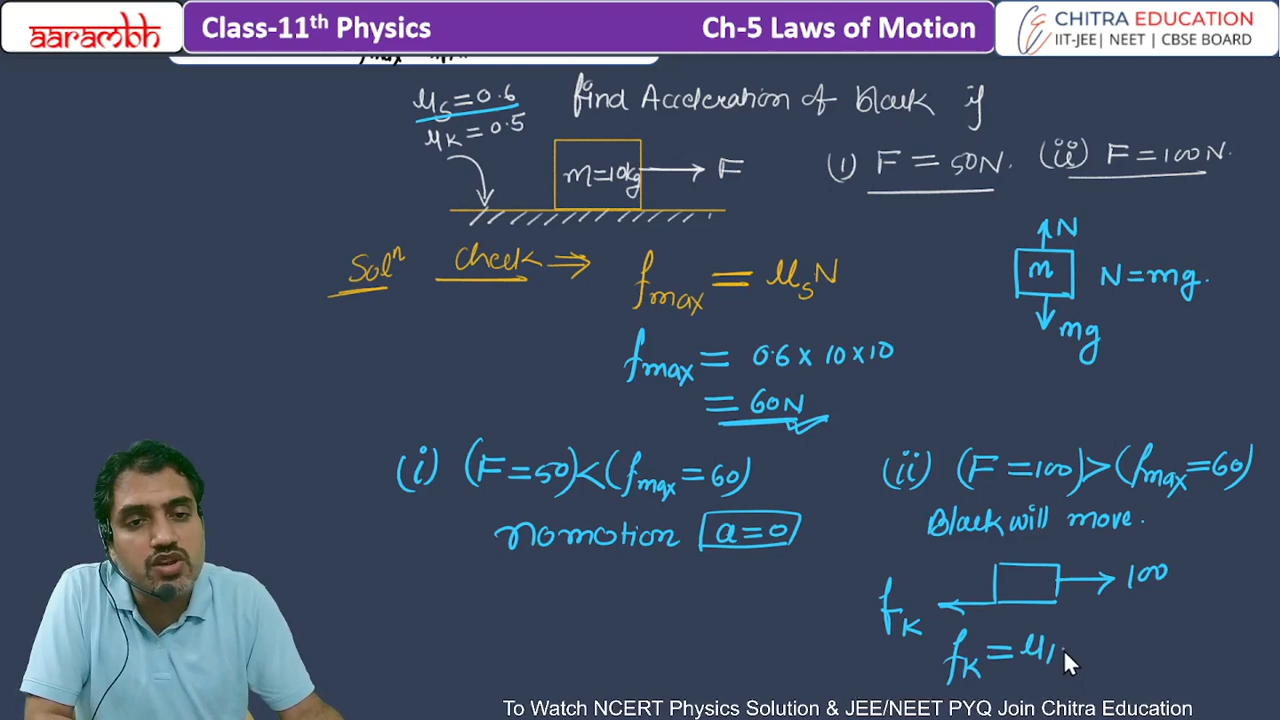 aarambh
Class-11th Physics
Ch-5 Laws of Motion
CHITRA EDUCATION
IIT-JEE| NEET | CBSE BOARD
μs = 0.6
μK = 0.5
find Acceleration of block if
(i) F = 50N. (ii) F = 100N.
m=10kg
F
Solⁿ check ⇒ fmax = μsN
N
m
N = mg.
mg
fmax = 0.6 × 10 × 10
= 60N
(i) (F = 50) < (fmax = 60)
no motion a = 0
(ii) (F = 100) > (fmax = 60)
Block will move.
100
fK
fK = μ
To Watch NCERT Physics Solution & JEE/NEET PYQ Join Chitra Education